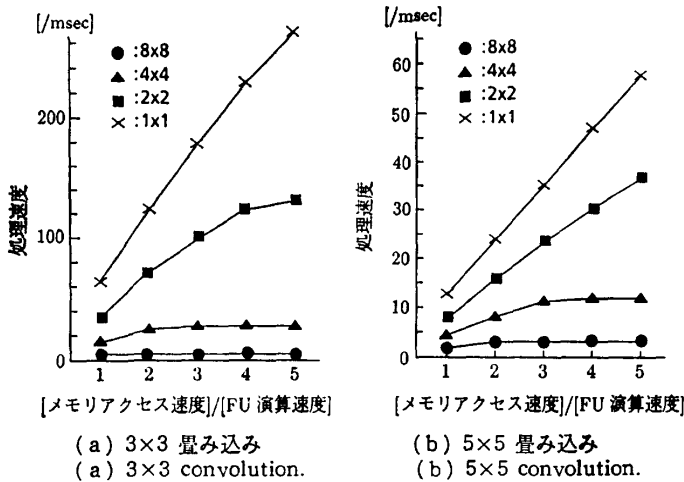 [/msec]
●:8x8
▲:4x4
■:2x2
×:1x1
200
100
0
処理速度
1 2 3 4 5
[メモリアクセス速度]/[FU 演算速度]
(a) 3×3 畳み込み
(a) 3×3 convolution.
[/msec]
●:8x8
▲:4x4
■:2x2
×:1x1
60
50
40
30
20
10
0
処理速度
1 2 3 4 5
[メモリアクセス速度]/[FU 演算速度]
(b) 5×5 畳み込み
(b) 5×5 convolution.